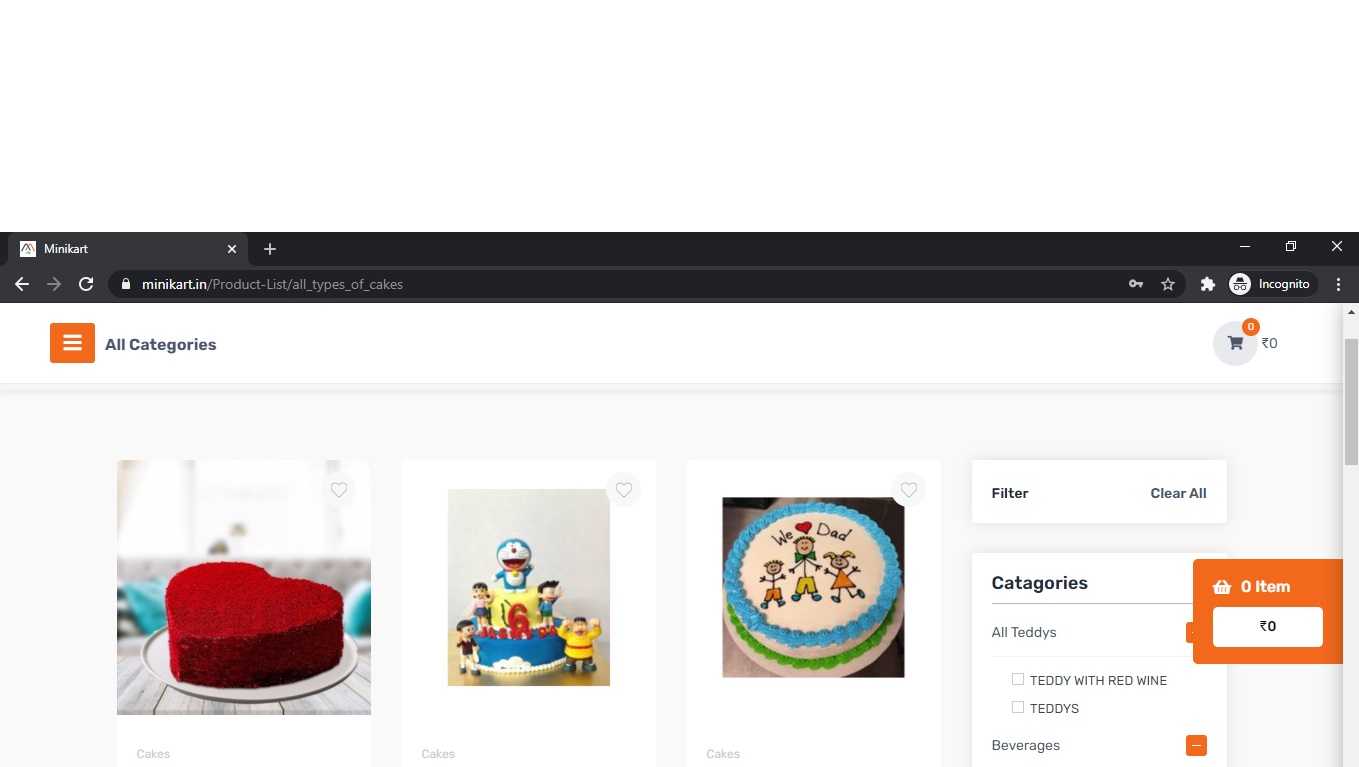 Minikart
minikart.in/Product-List/all_types_of_cakes
Incognito
All Categories
0
₹0
We Dad
6
Filter
Clear All
Catagories
0 Item
₹0
All Teddys
TEDDY WITH RED WINE
TEDDYS
Beverages
Cakes
Cakes
Cakes